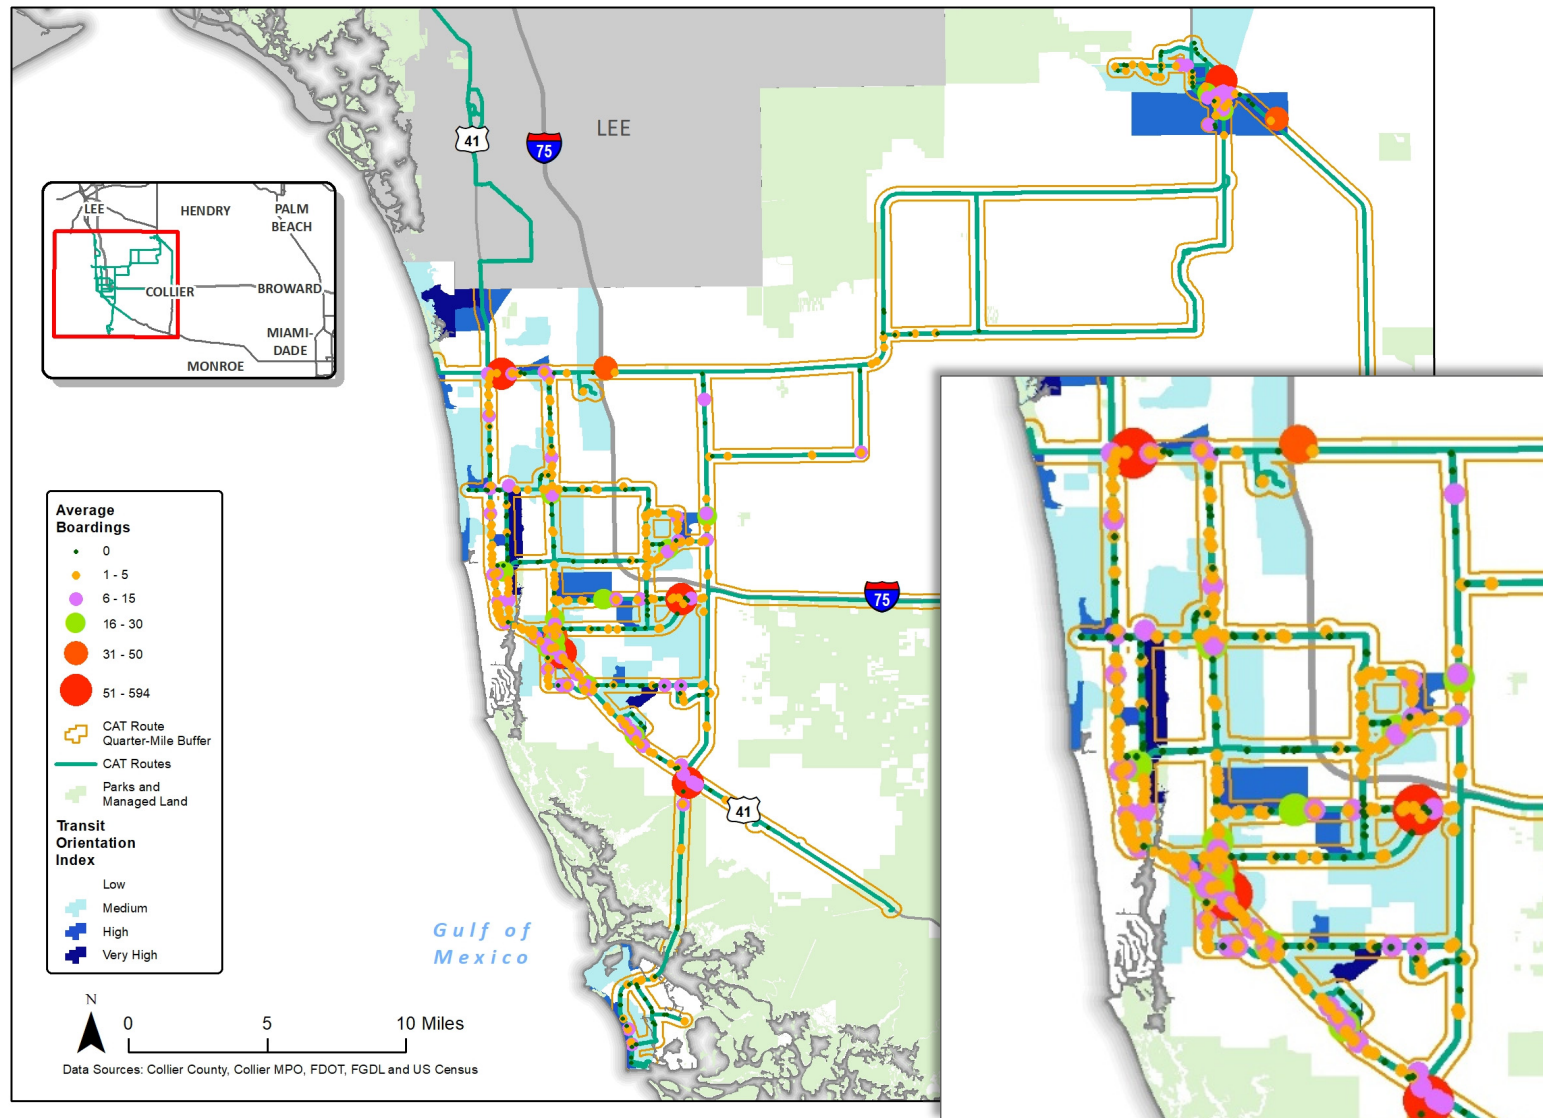 LEE
41
75
LEE
HENDRY
PALM
BEACH
COLLIER
BROWARD
MIAMI-
DADE
MONROE
Average
Boardings
0
1 - 5
6 - 15
16 - 30
31 - 50
51 - 594
CAT Route
Quarter-Mile Buffer
CAT Routes
Parks and
Managed Land
Transit
Orientation
Index
Low
Medium
High
Very High
75
41
Gulf of
Mexico
N
0 5 10 Miles
Data Sources: Collier County, Collier MPO, FDOT, FGDL and US Census